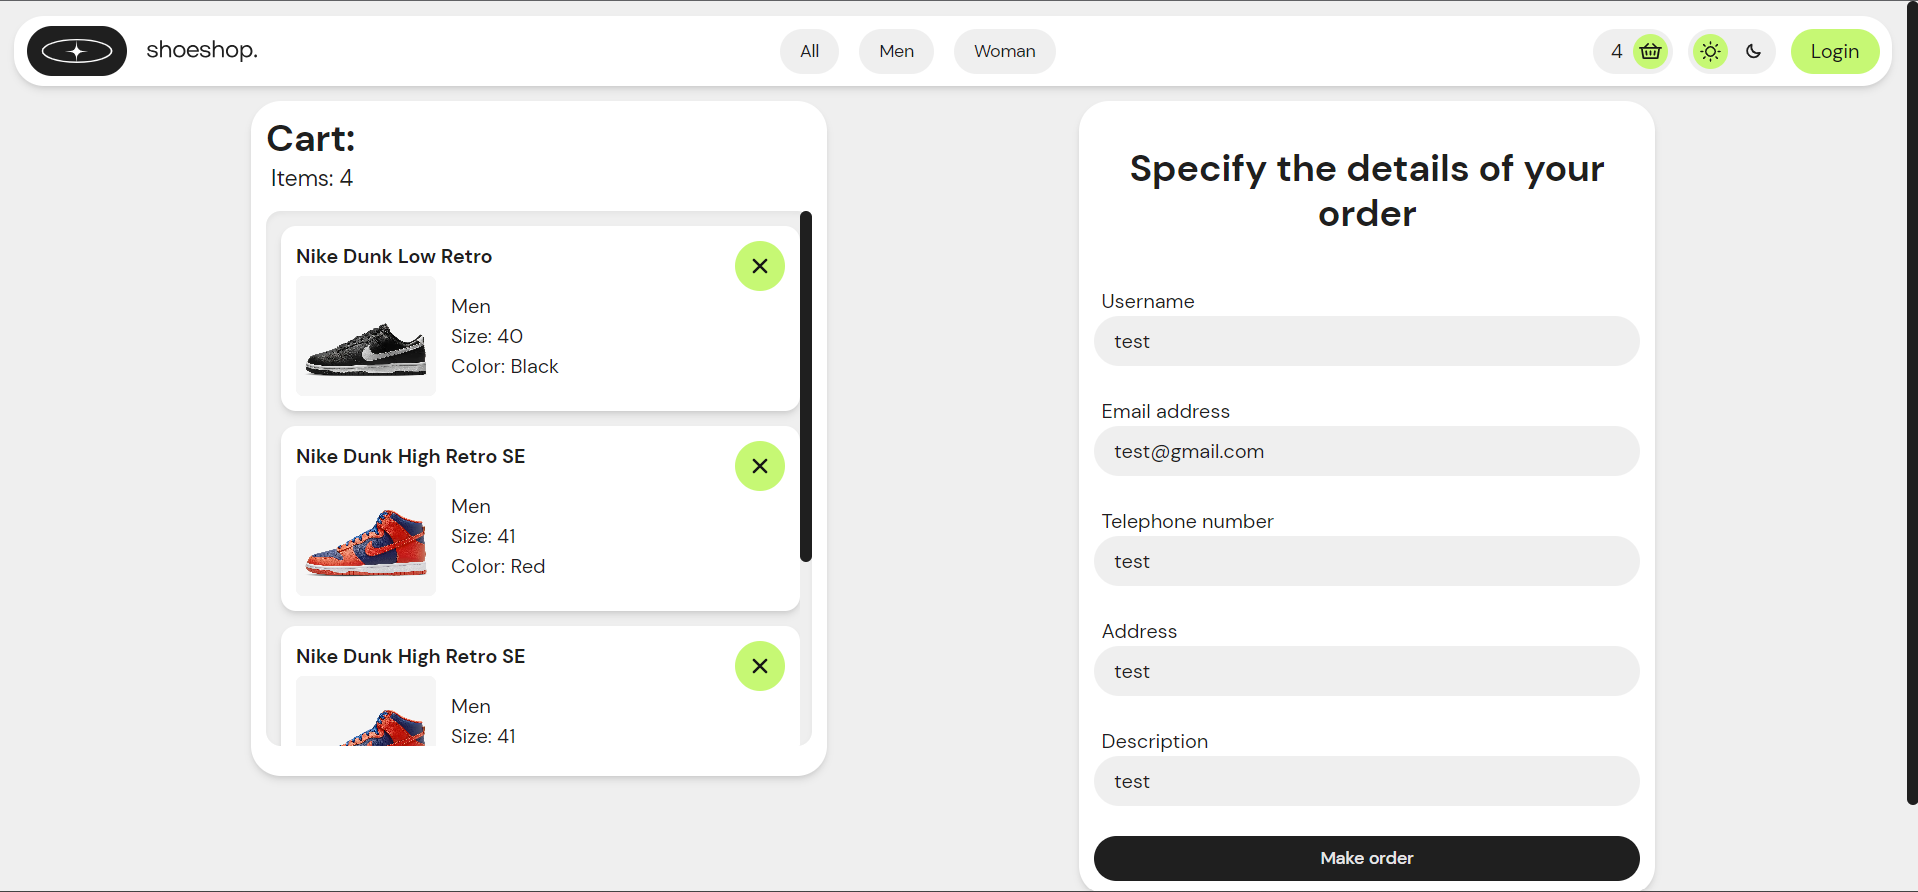 shoeshop.
All
Men
Woman
4
Login
Cart:
Items: 4
Nike Dunk Low Retro
Men
Size: 40
Color: Black
Nike Dunk High Retro SE
Men
Size: 41
Color: Red
Nike Dunk High Retro SE
Men
Size: 41
Specify the details of your
order
Username
test
Email address
test@gmail.com
Telephone number
test
Address
test
Description
test
Make order